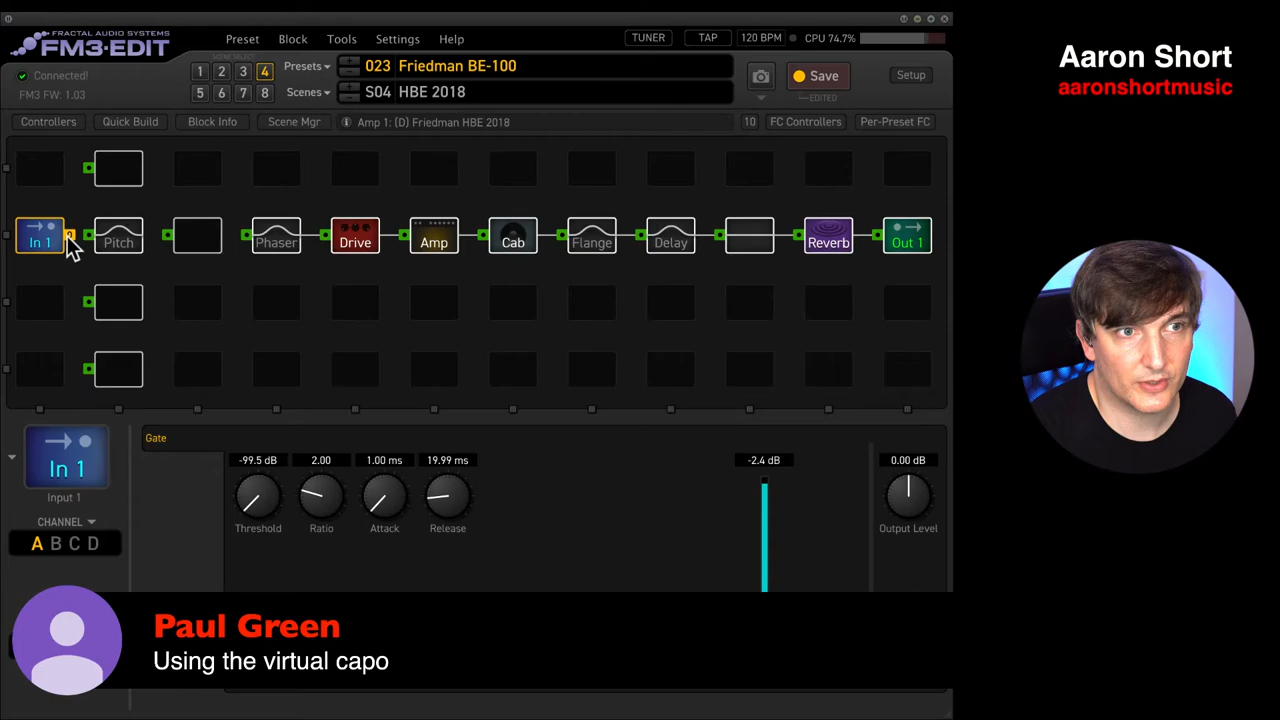 FRACTAL AUDIO SYSTEMS
FM3-EDIT
Preset Block Tools Settings Help
TUNER TAP 120 BPM CPU 74.7%
Connected!
FM3 FW: 1.03
SCENE SELECT
1 2 3 4
5 6 7 8
Presets
023 Friedman BE-100
Scenes
S04 HBE 2018
Save
EDITED
Setup
Controllers Quick Build Block Info Scene Mgr Amp 1: (D) Friedman HBE 2018 10 FC Controllers Per-Preset FC
In 1 Pitch Phaser Drive Amp Cab Flange Delay Reverb Out 1
In 1
Input 1
CHANNEL
A B C D
Gate
-99.5 dB 2.00 1.00 ms 19.99 ms -2.4 dB 0.00 dB
Threshold Ratio Attack Release Output Level
Paul Green
Using the virtual capo
Aaron Short
aaronshortmusic